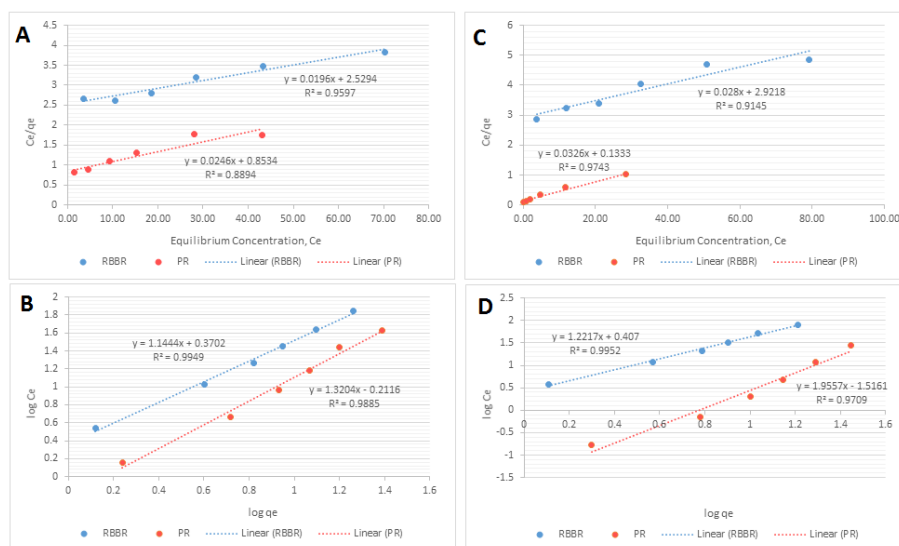 A
Ce/qe
4.5
4
3.5
3
2.5
2
1.5
1
0.5
0
y = 0.0196x + 2.5294
R² = 0.9597
y = 0.0246x + 0.8534
R² = 0.8894
0.00 10.00 20.00 30.00 40.00 50.00 60.00 70.00 80.00
Equilibrium Concentration, Ce
RBBR PR Linear (RBBR) Linear (PR)
C
Ce/qe
6
5
4
3
2
1
0
y = 0.028x + 2.9218
R² = 0.9145
y = 0.0326x + 0.1333
R² = 0.9743
0.00 20.00 40.00 60.00 80.00 100.00
Equilibrium Concentration, Ce
RBBR PR Linear (RBBR) Linear (PR)
B
log Ce
2
1.8
1.6
1.4
1.2
1
0.8
0.6
0.4
0.2
0
y = 1.1444x + 0.3702
R² = 0.9949
y = 1.3204x - 0.2116
R² = 0.9885
0 0.2 0.4 0.6 0.8 1 1.2 1.4 1.6
log qe
RBBR PR Linear (RBBR) Linear (PR)
D
log Ce
2.5
2
1.5
1
0.5
0
-0.5
-1
-1.5
y = 1.2217x + 0.407
R² = 0.9952
y = 1.9557x - 1.5161
R² = 0.9709
0 0.2 0.4 0.6 0.8 1 1.2 1.4 1.6
log qe
RBBR PR Linear (RBBR) Linear (PR)